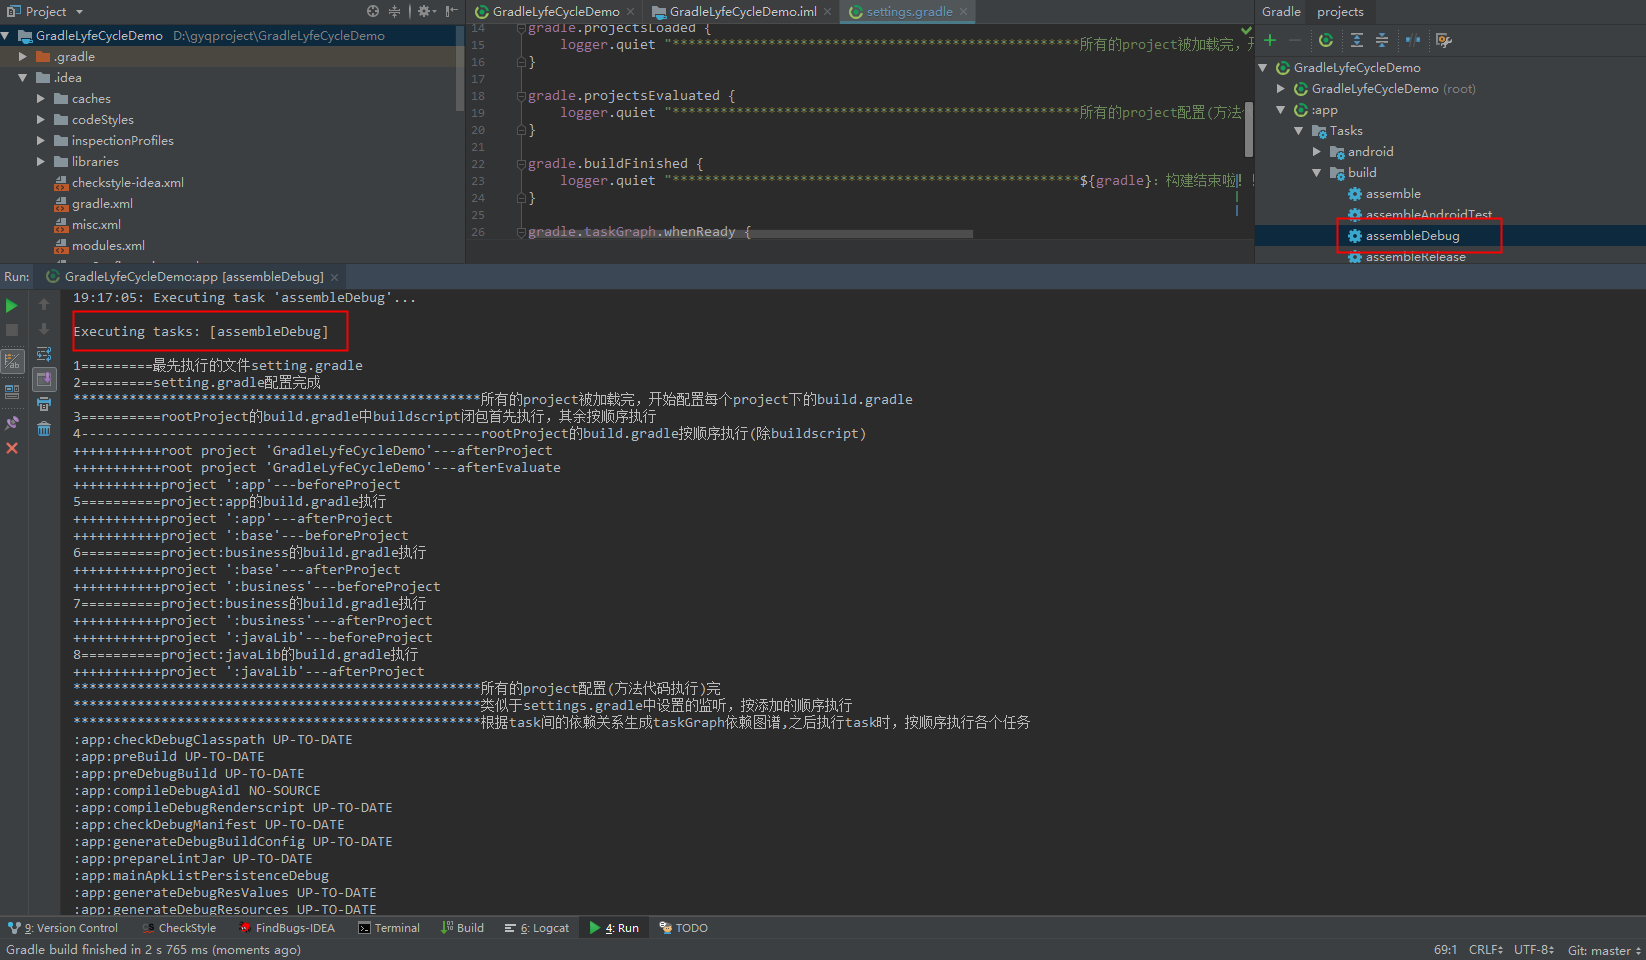 Project
GradleLyfeCycleDemo D:\gyqproject\GradleLyfeCycleDemo
.gradle
.idea
caches
codeStyles
inspectionProfiles
libraries
checkstyle-idea.xml
gradle.xml
misc.xml
modules.xml
GradleLyfeCycleDemo
GradleLyfeCycleDemo.iml
settings.gradle
14 gradle.projectsLoaded {
15 logger.quiet "***************************************************所有的project被加载完，开
16 }
17
18 gradle.projectsEvaluated {
19 logger.quiet "***************************************************所有的project配置(方法
20 }
21
22 gradle.buildFinished {
23 logger.quiet "***************************************************${gradle}：构建结束啦！！
24 }
25
26 gradle.taskGraph.whenReady {
Gradle projects
GradleLyfeCycleDemo
GradleLyfeCycleDemo (root)
:app
Tasks
android
build
assemble
assembleAndroidTest
assembleDebug
assembleRelease
Run: GradleLyfeCycleDemo:app [assembleDebug]
19:17:05: Executing task 'assembleDebug'...
Executing tasks: [assembleDebug]
1=========最先执行的文件setting.gradle
2=========setting.gradle配置完成
***************************************************所有的project被加载完，开始配置每个project下的build.gradle
3==========rootProject的build.gradle中buildscript闭包首先执行，其余按顺序执行
4--------------------------------------------------rootProject的build.gradle按顺序执行(除buildscript)
+++++++++++root project 'GradleLyfeCycleDemo'---afterProject
+++++++++++root project 'GradleLyfeCycleDemo'---afterEvaluate
+++++++++++project ':app'---beforeProject
5==========project:app的build.gradle执行
+++++++++++project ':app'---afterProject
+++++++++++project ':base'---beforeProject
6==========project:business的build.gradle执行
+++++++++++project ':base'---afterProject
+++++++++++project ':business'---beforeProject
7==========project:business的build.gradle执行
+++++++++++project ':business'---afterProject
+++++++++++project ':javaLib'---beforeProject
8==========project:javaLib的build.gradle执行
+++++++++++project ':javaLib'---afterProject
***************************************************所有的project配置(方法代码执行)完
***************************************************类似于settings.gradle中设置的监听，按添加的顺序执行
***************************************************根据task间的依赖关系生成taskGraph依赖图谱,之后执行task时，按顺序执行各个任务
:app:checkDebugClasspath UP-TO-DATE
:app:preBuild UP-TO-DATE
:app:preDebugBuild UP-TO-DATE
:app:compileDebugAidl NO-SOURCE
:app:compileDebugRenderscript UP-TO-DATE
:app:checkDebugManifest UP-TO-DATE
:app:generateDebugBuildConfig UP-TO-DATE
:app:prepareLintJar UP-TO-DATE
:app:mainApkListPersistenceDebug
:app:generateDebugResValues UP-TO-DATE
:app:generateDebugResources UP-TO-DATE
9: Version Control CheckStyle FindBugs-IDEA Terminal Build 6: Logcat 4: Run TODO
Gradle build finished in 2 s 765 ms (moments ago) 69:1 CRLF UTF-8 Git: master